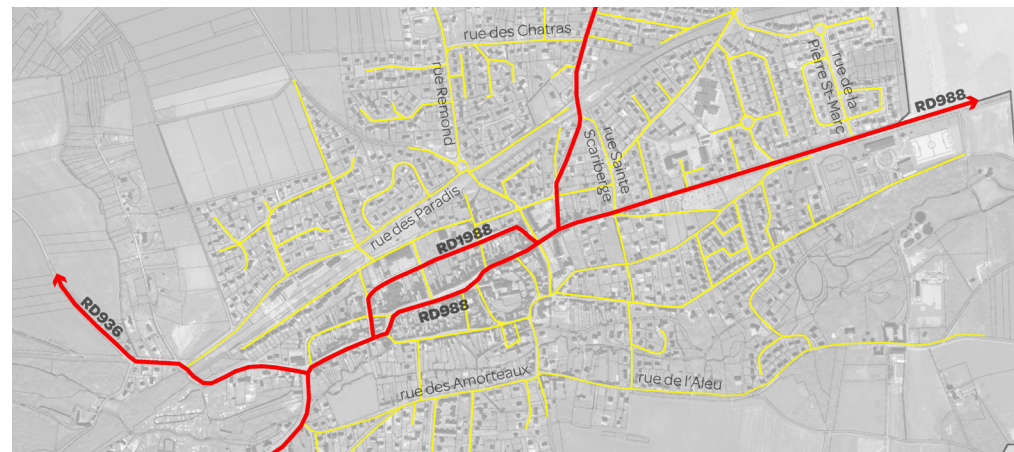 rue des Chatras
rue Remond
rue de la
Pierre St-Marc
RD988
rue Sainte
Scariberge
rue des Paradis
RD1988
RD936
RD988
rue des Amorteaux
rue de l'Aleu